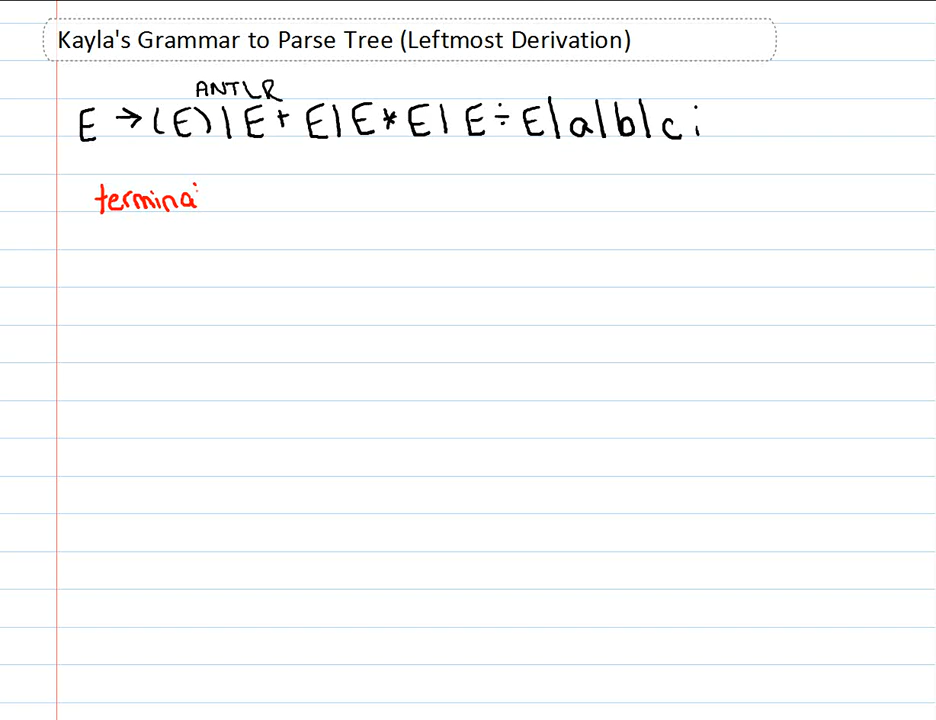 Kayla's Grammar to Parse Tree (Leftmost Derivation)
ANTLR
E → (E) | E + E | E * E | E ÷ E | a | b | c ;
termina